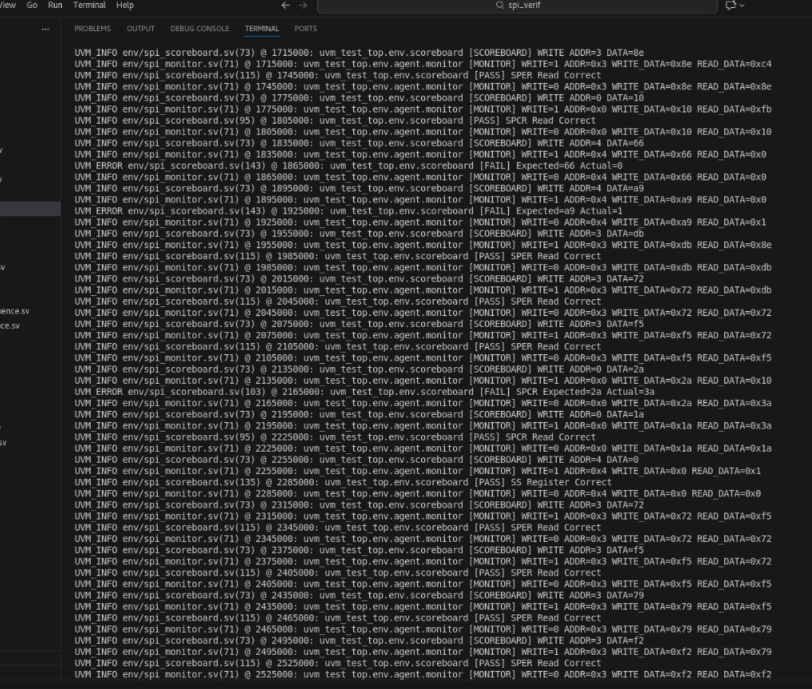 View Go Run Terminal Help
spi_verif
PROBLEMS OUTPUT DEBUG CONSOLE TERMINAL PORTS
UVM_INFO env/spi_scoreboard.sv(73) @ 1715000: uvm_test_top.env.scoreboard [SCOREBOARD] WRITE ADDR=3 DATA=8e
UVM_INFO env/spi_monitor.sv(71) @ 1715000: uvm_test_top.env.agent.monitor [MONITOR] WRITE=1 ADDR=0x3 WRITE_DATA=0x8e READ_DATA=0xc4
UVM_INFO env/spi_scoreboard.sv(115) @ 1745000: uvm_test_top.env.scoreboard [PASS] SPER Read Correct
UVM_INFO env/spi_monitor.sv(71) @ 1745000: uvm_test_top.env.agent.monitor [MONITOR] WRITE=0 ADDR=0x3 WRITE_DATA=0x8e READ_DATA=0x8e
UVM_INFO env/spi_scoreboard.sv(73) @ 1775000: uvm_test_top.env.scoreboard [SCOREBOARD] WRITE ADDR=0 DATA=10
UVM_INFO env/spi_monitor.sv(71) @ 1775000: uvm_test_top.env.agent.monitor [MONITOR] WRITE=1 ADDR=0x0 WRITE_DATA=0x10 READ_DATA=0xfb
UVM_INFO env/spi_scoreboard.sv(95) @ 1805000: uvm_test_top.env.scoreboard [PASS] SPCR Read Correct
UVM_INFO env/spi_monitor.sv(71) @ 1805000: uvm_test_top.env.agent.monitor [MONITOR] WRITE=0 ADDR=0x0 WRITE_DATA=0x10 READ_DATA=0x10
UVM_INFO env/spi_scoreboard.sv(73) @ 1835000: uvm_test_top.env.scoreboard [SCOREBOARD] WRITE ADDR=4 DATA=66
UVM_INFO env/spi_monitor.sv(71) @ 1835000: uvm_test_top.env.agent.monitor [MONITOR] WRITE=1 ADDR=0x4 WRITE_DATA=0x66 READ_DATA=0x0
UVM_ERROR env/spi_scoreboard.sv(143) @ 1865000: uvm_test_top.env.scoreboard [FAIL] Expected=66 Actual=0
UVM_INFO env/spi_monitor.sv(71) @ 1865000: uvm_test_top.env.agent.monitor [MONITOR] WRITE=0 ADDR=0x4 WRITE_DATA=0x66 READ_DATA=0x0
UVM_INFO env/spi_scoreboard.sv(73) @ 1895000: uvm_test_top.env.scoreboard [SCOREBOARD] WRITE ADDR=4 DATA=a9
UVM_INFO env/spi_monitor.sv(71) @ 1895000: uvm_test_top.env.agent.monitor [MONITOR] WRITE=1 ADDR=0x4 WRITE_DATA=0xa9 READ_DATA=0x0
UVM_ERROR env/spi_scoreboard.sv(143) @ 1925000: uvm_test_top.env.scoreboard [FAIL] Expected=a9 Actual=1
UVM_INFO env/spi_monitor.sv(71) @ 1925000: uvm_test_top.env.agent.monitor [MONITOR] WRITE=0 ADDR=0x4 WRITE_DATA=0xa9 READ_DATA=0x1
UVM_INFO env/spi_scoreboard.sv(73) @ 1955000: uvm_test_top.env.scoreboard [SCOREBOARD] WRITE ADDR=3 DATA=db
UVM_INFO env/spi_monitor.sv(71) @ 1955000: uvm_test_top.env.agent.monitor [MONITOR] WRITE=1 ADDR=0x3 WRITE_DATA=0xdb READ_DATA=0x8e
UVM_INFO env/spi_scoreboard.sv(115) @ 1985000: uvm_test_top.env.scoreboard [PASS] SPER Read Correct
UVM_INFO env/spi_monitor.sv(71) @ 1985000: uvm_test_top.env.agent.monitor [MONITOR] WRITE=0 ADDR=0x3 WRITE_DATA=0xdb READ_DATA=0xdb
UVM_INFO env/spi_scoreboard.sv(73) @ 2015000: uvm_test_top.env.scoreboard [SCOREBOARD] WRITE ADDR=3 DATA=72
UVM_INFO env/spi_monitor.sv(71) @ 2015000: uvm_test_top.env.agent.monitor [MONITOR] WRITE=1 ADDR=0x3 WRITE_DATA=0x72 READ_DATA=0xdb
UVM_INFO env/spi_scoreboard.sv(115) @ 2045000: uvm_test_top.env.scoreboard [PASS] SPER Read Correct
UVM_INFO env/spi_monitor.sv(71) @ 2045000: uvm_test_top.env.agent.monitor [MONITOR] WRITE=0 ADDR=0x3 WRITE_DATA=0x72 READ_DATA=0x72
UVM_INFO env/spi_scoreboard.sv(73) @ 2075000: uvm_test_top.env.scoreboard [SCOREBOARD] WRITE ADDR=3 DATA=f5
UVM_INFO env/spi_monitor.sv(71) @ 2075000: uvm_test_top.env.agent.monitor [MONITOR] WRITE=1 ADDR=0x3 WRITE_DATA=0xf5 READ_DATA=0x72
UVM_INFO env/spi_scoreboard.sv(115) @ 2105000: uvm_test_top.env.scoreboard [PASS] SPER Read Correct
UVM_INFO env/spi_monitor.sv(71) @ 2105000: uvm_test_top.env.agent.monitor [MONITOR] WRITE=0 ADDR=0x3 WRITE_DATA=0xf5 READ_DATA=0xf5
UVM_INFO env/spi_scoreboard.sv(73) @ 2135000: uvm_test_top.env.scoreboard [SCOREBOARD] WRITE ADDR=0 DATA=2a
UVM_INFO env/spi_monitor.sv(71) @ 2135000: uvm_test_top.env.agent.monitor [MONITOR] WRITE=1 ADDR=0x0 WRITE_DATA=0x2a READ_DATA=0x10
UVM_ERROR env/spi_scoreboard.sv(103) @ 2165000: uvm_test_top.env.scoreboard [FAIL] SPCR Expected=2a Actual=3a
UVM_INFO env/spi_monitor.sv(71) @ 2165000: uvm_test_top.env.agent.monitor [MONITOR] WRITE=0 ADDR=0x0 WRITE_DATA=0x2a READ_DATA=0x3a
UVM_INFO env/spi_scoreboard.sv(73) @ 2195000: uvm_test_top.env.scoreboard [SCOREBOARD] WRITE ADDR=0 DATA=1a
UVM_INFO env/spi_monitor.sv(71) @ 2195000: uvm_test_top.env.agent.monitor [MONITOR] WRITE=1 ADDR=0x0 WRITE_DATA=0x1a READ_DATA=0x3a
UVM_INFO env/spi_scoreboard.sv(95) @ 2225000: uvm_test_top.env.scoreboard [PASS] SPCR Read Correct
UVM_INFO env/spi_monitor.sv(71) @ 2225000: uvm_test_top.env.agent.monitor [MONITOR] WRITE=0 ADDR=0x0 WRITE_DATA=0x1a READ_DATA=0x1a
UVM_INFO env/spi_scoreboard.sv(73) @ 2255000: uvm_test_top.env.scoreboard [SCOREBOARD] WRITE ADDR=4 DATA=0
UVM_INFO env/spi_monitor.sv(71) @ 2255000: uvm_test_top.env.agent.monitor [MONITOR] WRITE=1 ADDR=0x4 WRITE_DATA=0x0 READ_DATA=0x1
UVM_INFO env/spi_scoreboard.sv(135) @ 2285000: uvm_test_top.env.scoreboard [PASS] SS Register Correct
UVM_INFO env/spi_monitor.sv(71) @ 2285000: uvm_test_top.env.agent.monitor [MONITOR] WRITE=0 ADDR=0x4 WRITE_DATA=0x0 READ_DATA=0x0
UVM_INFO env/spi_scoreboard.sv(73) @ 2315000: uvm_test_top.env.scoreboard [SCOREBOARD] WRITE ADDR=3 DATA=72
UVM_INFO env/spi_monitor.sv(71) @ 2315000: uvm_test_top.env.agent.monitor [MONITOR] WRITE=1 ADDR=0x3 WRITE_DATA=0x72 READ_DATA=0xf5
UVM_INFO env/spi_scoreboard.sv(115) @ 2345000: uvm_test_top.env.scoreboard [PASS] SPER Read Correct
UVM_INFO env/spi_monitor.sv(71) @ 2345000: uvm_test_top.env.agent.monitor [MONITOR] WRITE=0 ADDR=0x3 WRITE_DATA=0x72 READ_DATA=0x72
UVM_INFO env/spi_scoreboard.sv(73) @ 2375000: uvm_test_top.env.scoreboard [SCOREBOARD] WRITE ADDR=3 DATA=f5
UVM_INFO env/spi_monitor.sv(71) @ 2375000: uvm_test_top.env.agent.monitor [MONITOR] WRITE=1 ADDR=0x3 WRITE_DATA=0xf5 READ_DATA=0x72
UVM_INFO env/spi_scoreboard.sv(115) @ 2405000: uvm_test_top.env.scoreboard [PASS] SPER Read Correct
UVM_INFO env/spi_monitor.sv(71) @ 2405000: uvm_test_top.env.agent.monitor [MONITOR] WRITE=0 ADDR=0x3 WRITE_DATA=0xf5 READ_DATA=0xf5
UVM_INFO env/spi_scoreboard.sv(73) @ 2435000: uvm_test_top.env.scoreboard [SCOREBOARD] WRITE ADDR=3 DATA=79
UVM_INFO env/spi_monitor.sv(71) @ 2435000: uvm_test_top.env.agent.monitor [MONITOR] WRITE=1 ADDR=0x3 WRITE_DATA=0x79 READ_DATA=0xf5
UVM_INFO env/spi_scoreboard.sv(115) @ 2465000: uvm_test_top.env.scoreboard [PASS] SPER Read Correct
UVM_INFO env/spi_monitor.sv(71) @ 2465000: uvm_test_top.env.agent.monitor [MONITOR] WRITE=0 ADDR=0x3 WRITE_DATA=0x79 READ_DATA=0x79
UVM_INFO env/spi_scoreboard.sv(73) @ 2495000: uvm_test_top.env.scoreboard [SCOREBOARD] WRITE ADDR=3 DATA=f2
UVM_INFO env/spi_monitor.sv(71) @ 2495000: uvm_test_top.env.agent.monitor [MONITOR] WRITE=1 ADDR=0x3 WRITE_DATA=0xf2 READ_DATA=0x79
UVM_INFO env/spi_scoreboard.sv(115) @ 2525000: uvm_test_top.env.scoreboard [PASS] SPER Read Correct
UVM_INFO env/spi_monitor.sv(71) @ 2525000: uvm_test_top.env.agent.monitor [MONITOR] WRITE=0 ADDR=0x3 WRITE_DATA=0xf2 READ_DATA=0xf2
uence.sv
ce.sv